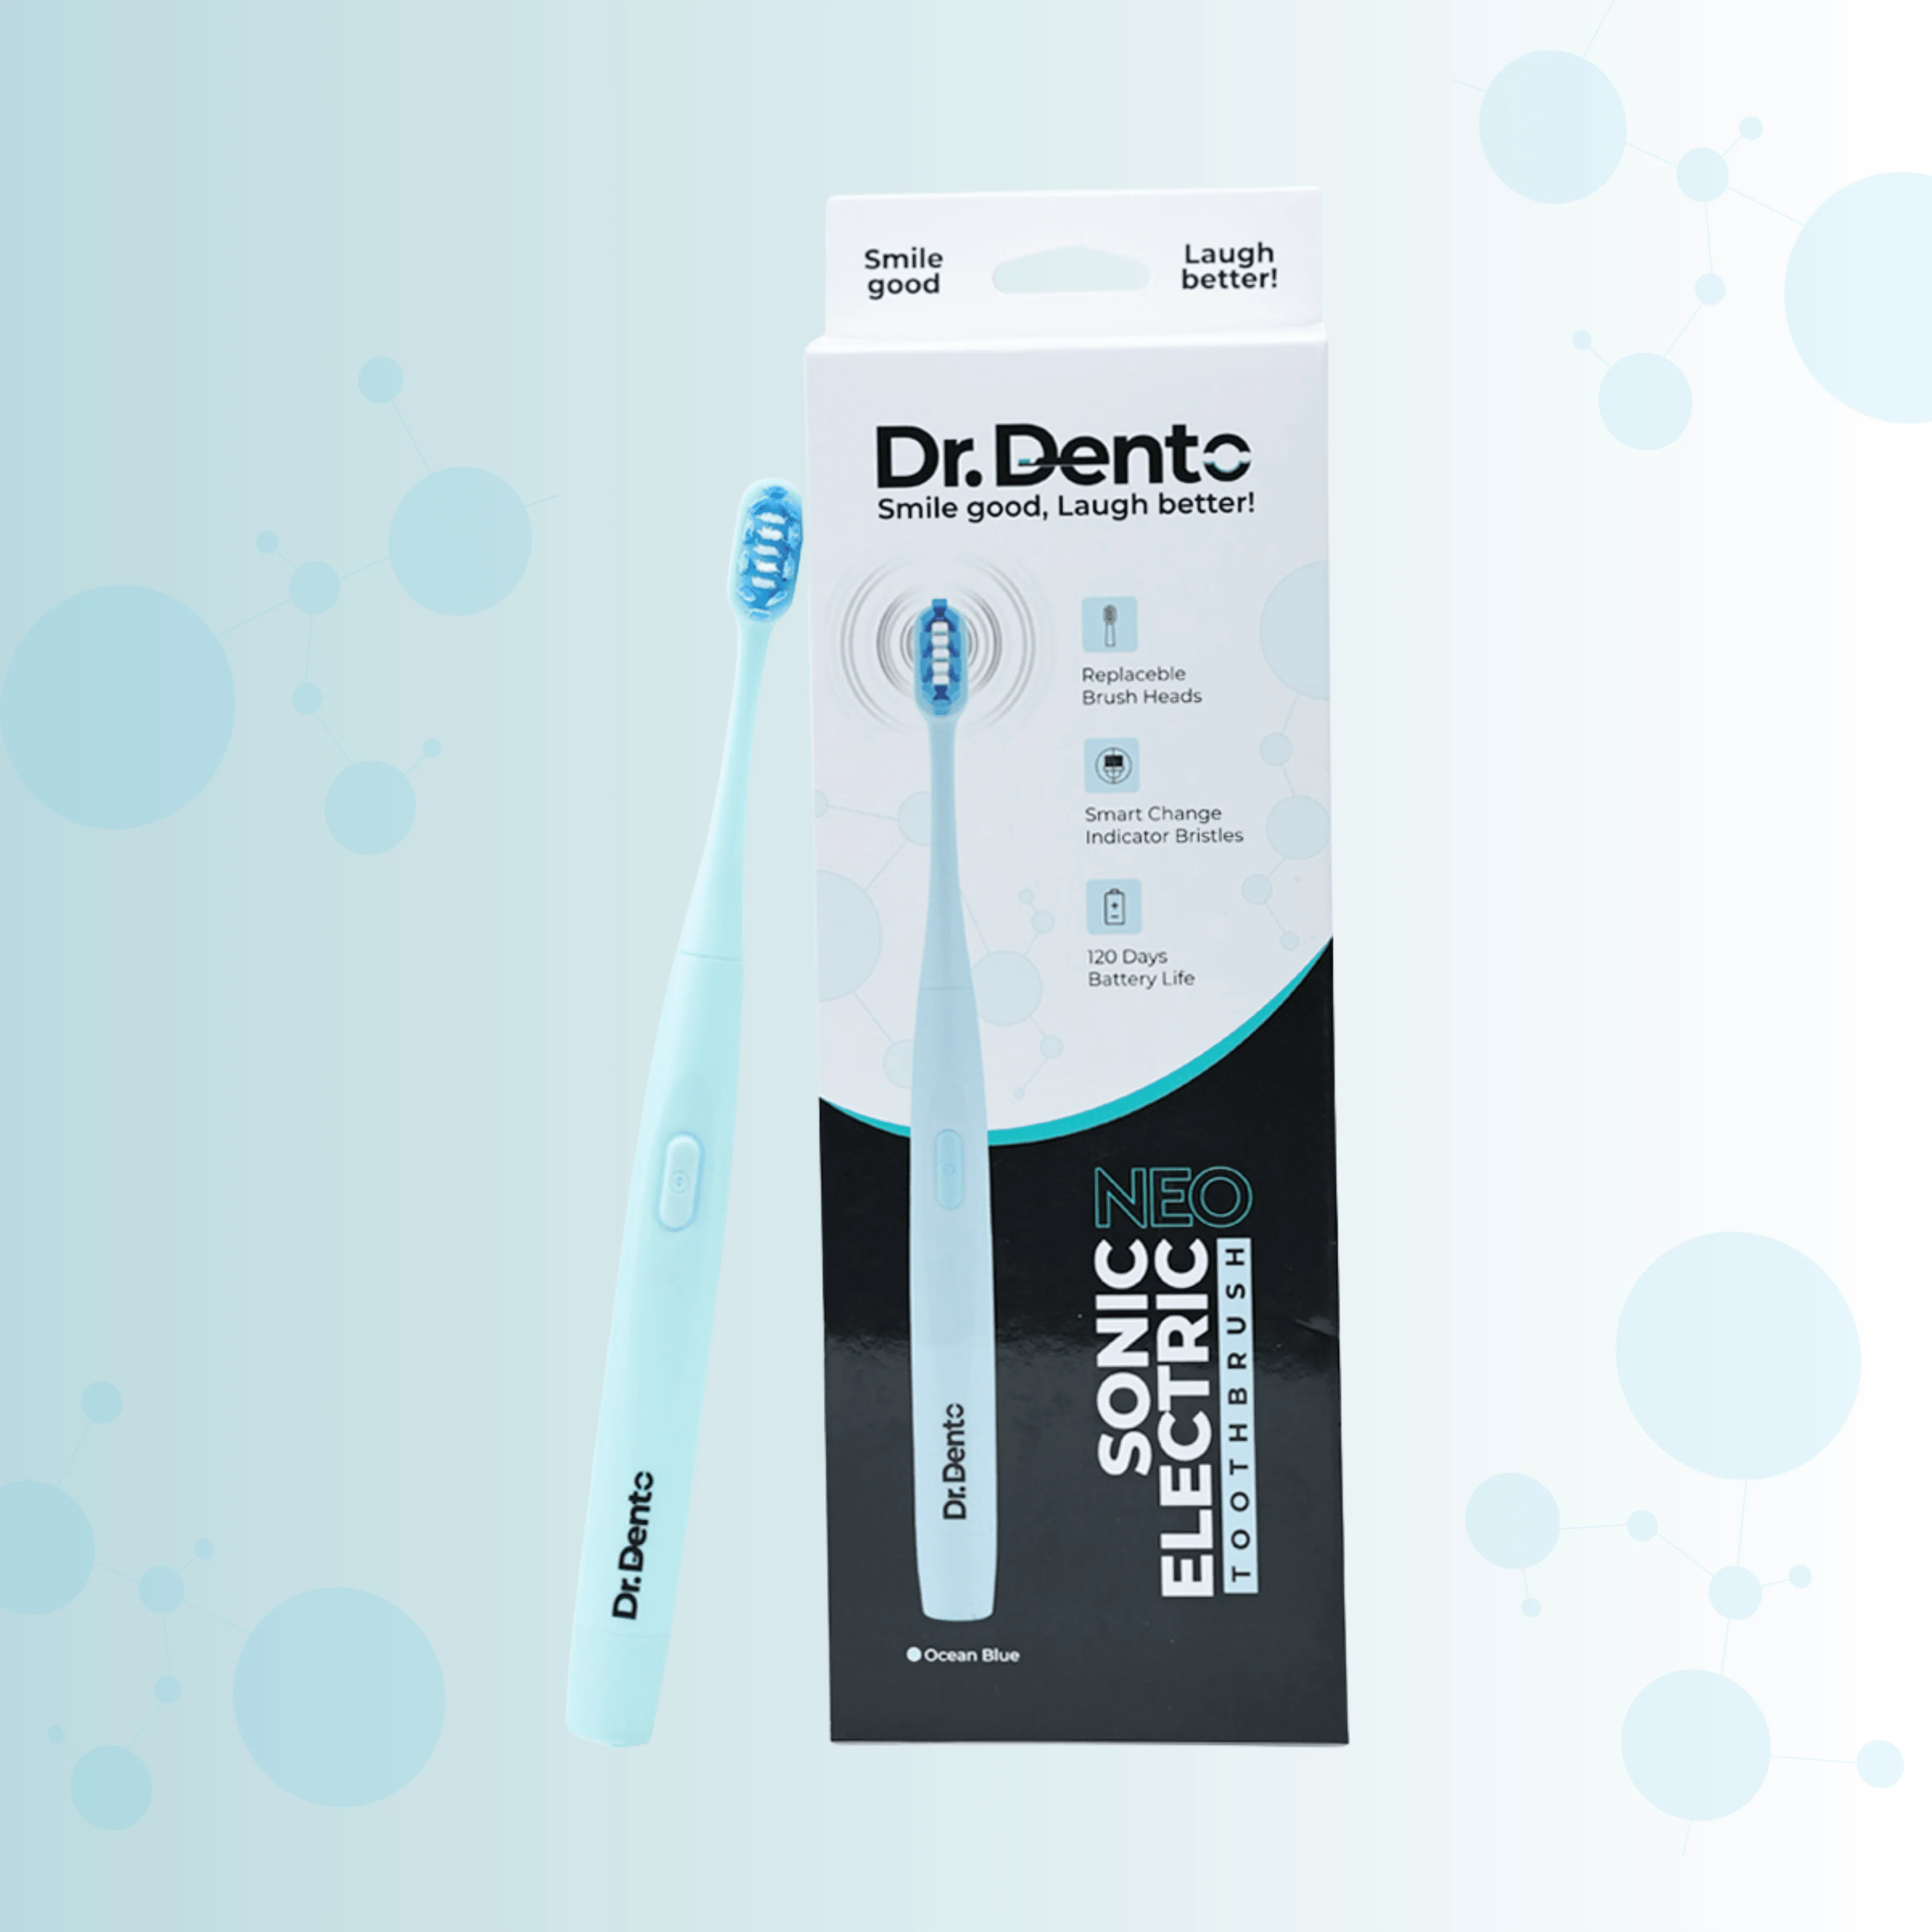 Smile
good
Laugh
better!
Dr. Dento
Smile good, Laugh better!
Replaceble
Brush Heads
Smart Change
Indicator Bristles
120 Days
Battery Life
NEO
SONIC
ELECTRIC
TOOTHBRUSH
Dr. Dento
Dr. Dento
Ocean Blue